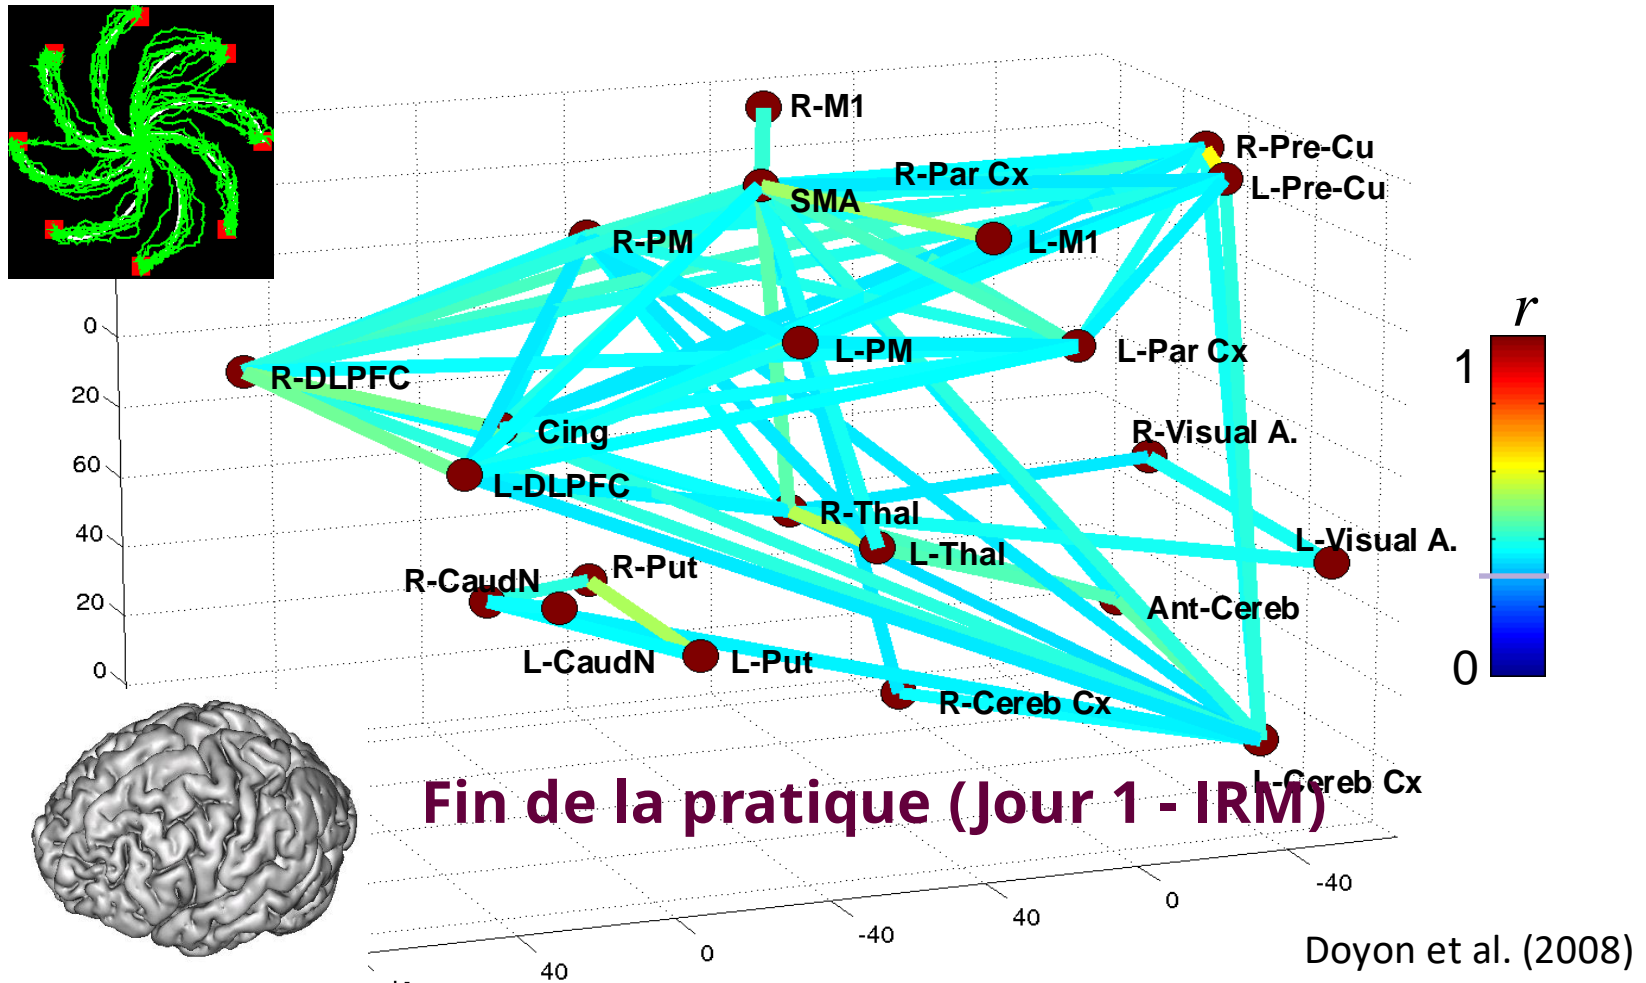 R-M1
R-Pre-Cu
R-Par Cx
L-Pre-Cu
SMA
R-PM
L-M1
r
0
L-PM
L-Par Cx
1
R-DLPFC
20
Cing
R-Visual A.
60
L-DLPFC
R-Thal
40
L-Thal
L-Visual A.
R-Put
R-CaudN
20
Ant-Cereb
L-CaudN
L-Put
0
0
R-Cereb Cx
L-Cereb Cx
Fin de la pratique (Jour 1 - IRM)
-40
0
40
-40
0
40
Doyon et al. (2008)